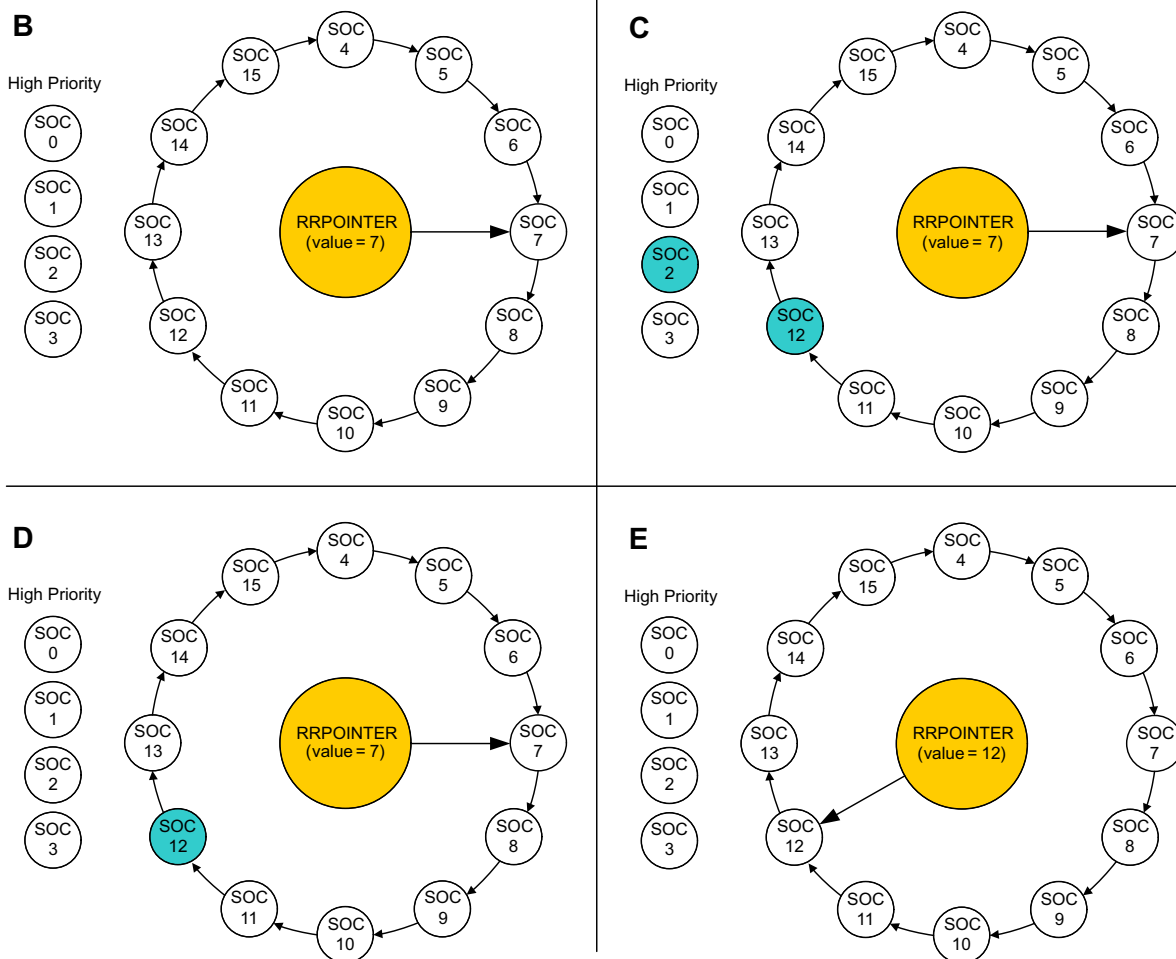 B
High Priority
SOC
0
SOC
1
SOC
2
SOC
3
SOC
4
SOC
5
SOC
6
SOC
7
SOC
8
SOC
9
SOC
10
SOC
11
SOC
12
SOC
13
SOC
14
SOC
15
RRPOINTER
(value = 7)
C
High Priority
SOC
0
SOC
1
SOC
2
SOC
3
SOC
4
SOC
5
SOC
6
SOC
7
SOC
8
SOC
9
SOC
10
SOC
11
SOC
12
SOC
13
SOC
14
SOC
15
RRPOINTER
(value = 7)
D
High Priority
SOC
0
SOC
1
SOC
2
SOC
3
SOC
4
SOC
5
SOC
6
SOC
7
SOC
8
SOC
9
SOC
10
SOC
11
SOC
12
SOC
13
SOC
14
SOC
15
RRPOINTER
(value = 7)
E
High Priority
SOC
0
SOC
1
SOC
2
SOC
3
SOC
4
SOC
5
SOC
6
SOC
7
SOC
8
SOC
9
SOC
10
SOC
11
SOC
12
SOC
13
SOC
14
SOC
15
RRPOINTER
(value = 12)